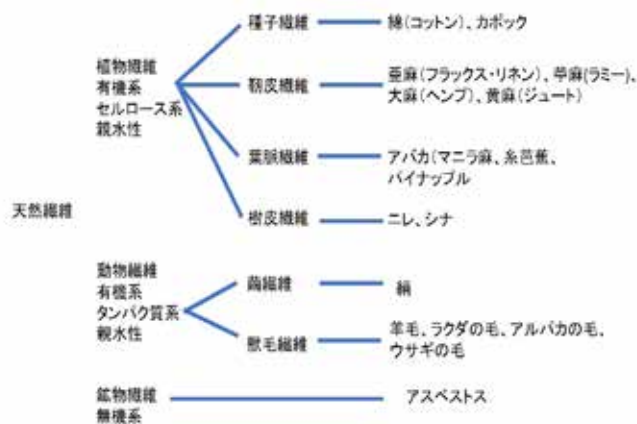 種子繊維
綿(コットン)、カポック
植物繊維
有機系
セルロース系
親水性
靭皮繊維
亜麻(フラックス・リネン)、苧麻(ラミー)、
大麻(ヘンプ)、黄麻(ジュート)
葉脈繊維
アバカ(マニラ麻、糸芭蕉、
パイナップル
樹皮繊維
ニレ、シナ
天然繊維
動物繊維
有機系
タンパク質系
親水性
繭繊維
絹
獣毛繊維
羊毛、ラクダの毛、アルパカの毛、
ウサギの毛
鉱物繊維
無機系
アスベストス